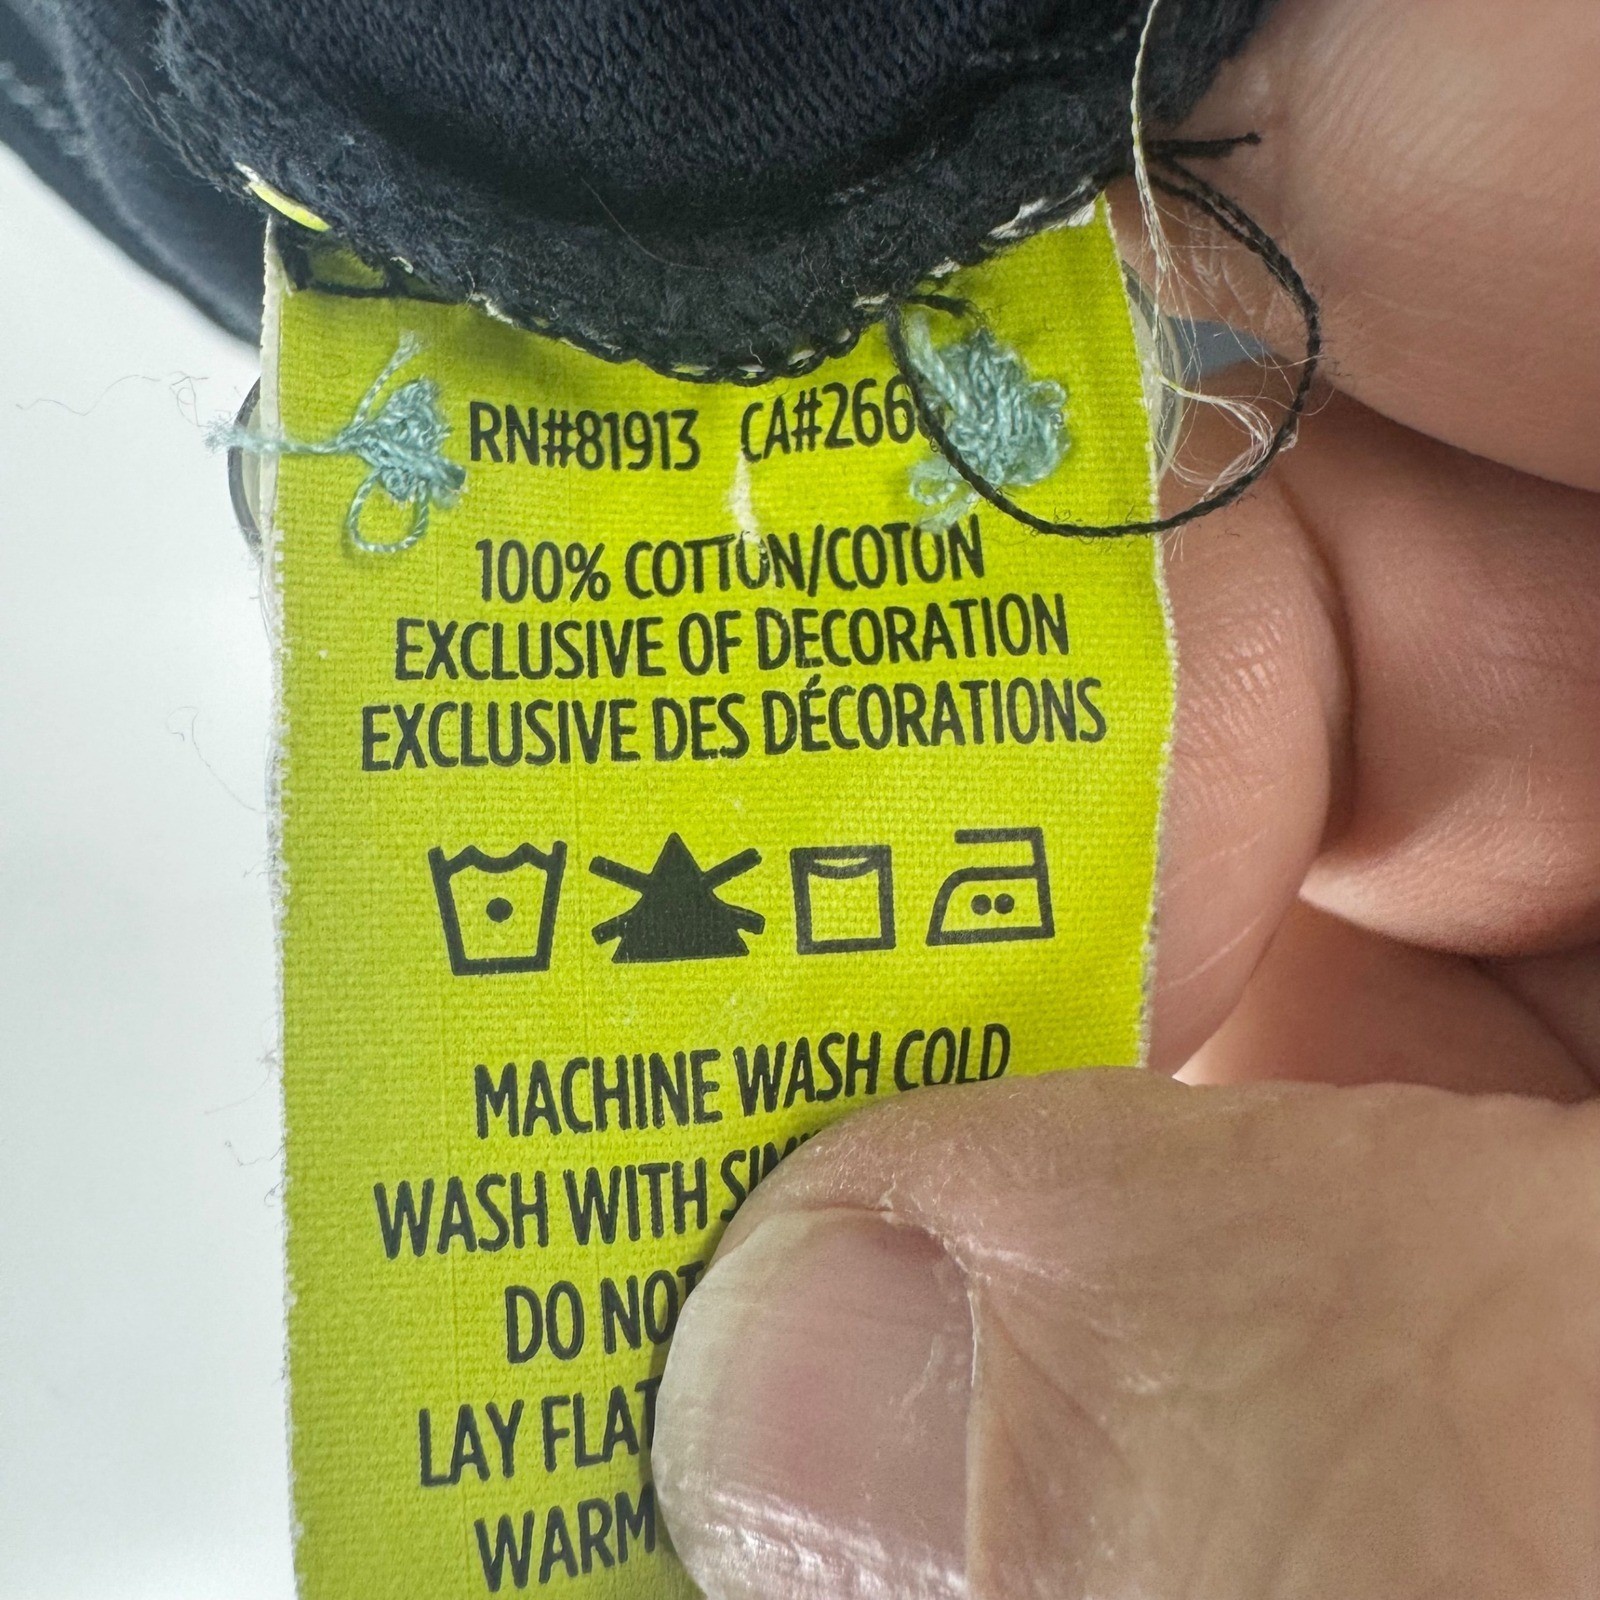 RN#81913 CA#266
100% COTTON/COTON
EXCLUSIVE OF DECORATION
EXCLUSIVE DES DÉCORATIONS
MACHINE WASH COLD
WASH WITH
DO NOT
LAY FLAT
WARM